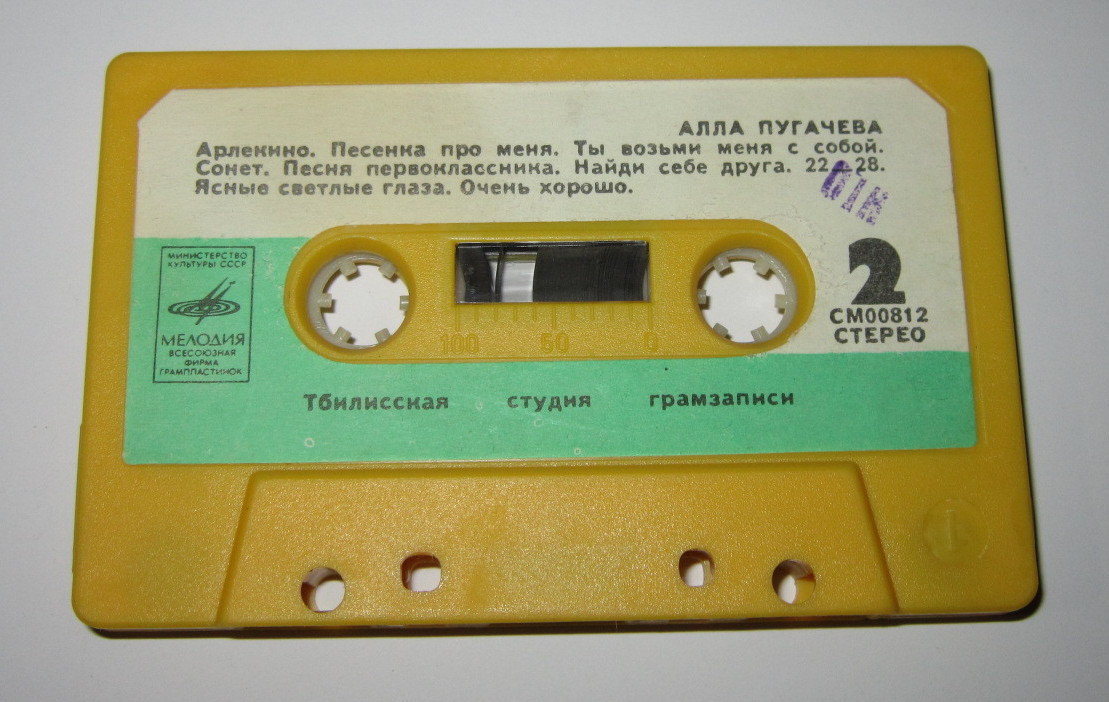 АЛЛА ПУГАЧЕВА
Арлекино. Песенка про меня. Ты возьми меня с собой.
Сонет. Песня первоклассника. Найди себе друга. 22 28.
Ясные светлые глаза. Очень хорошо.
МИНИСТЕРСТВО
КУЛЬТУРЫ СССР
МЕЛОДИЯ
ВСЕСОЮЗНАЯ
ФИРМА
ГРАМПЛАСТИНОК
2
СМ00812
СТЕРЕО
100 50 0
Тбилисская студия грамзаписи